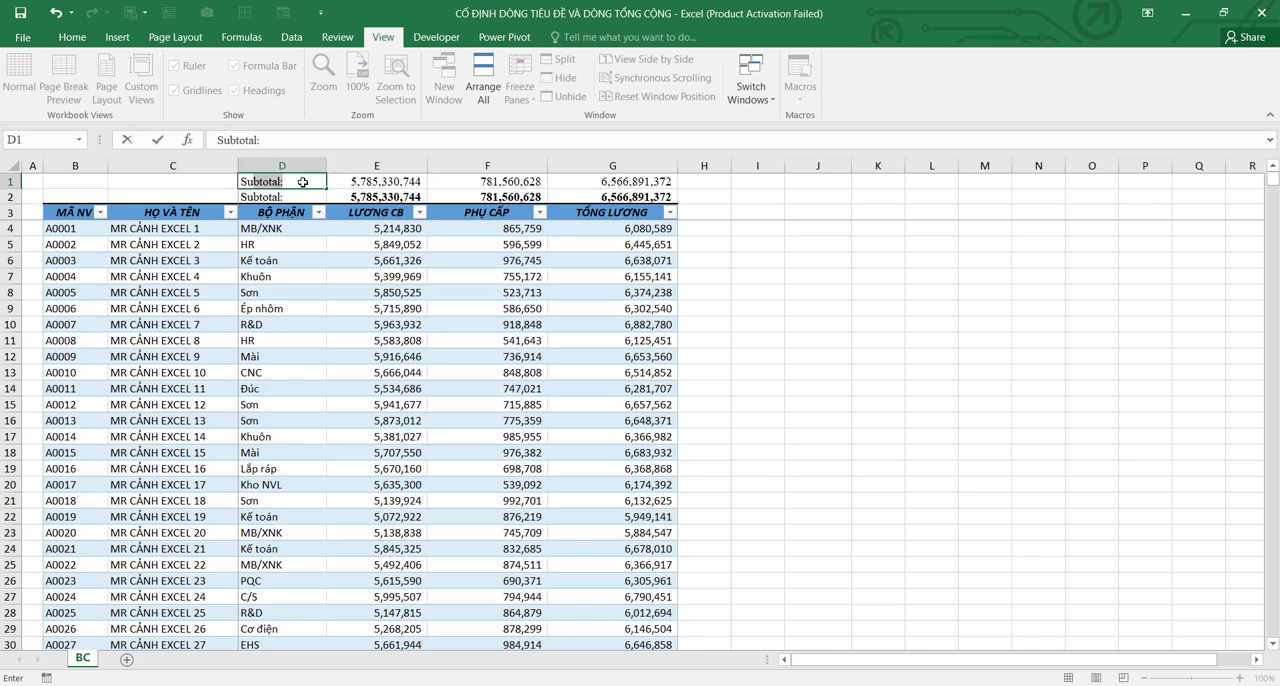 CỐ ĐỊNH DÒNG TIÊU ĐỀ VÀ DÒNG TỔNG CỘNG - Excel (Product Activation Failed)
File Home Insert Page Layout Formulas Data Review View Developer Power Pivot Tell me what you want to do... Share
Normal Page Break Preview Page Layout Custom Views
Workbook Views
Ruler Formula Bar
Gridlines Headings
Show
Zoom 100% Zoom to Selection
Zoom
New Window Arrange All Freeze Panes
Split View Side by Side
Hide Synchronous Scrolling
Unhide Reset Window Position
Switch Windows
Window
Macros
Macros
D1 fx Subtotal:
A B C D E F G H I J K L M N O P Q R
1 Subtotal: 5,785,330,744 781,560,628 6,566,891,372
2 Subtotal: 5,785,330,744 781,560,628 6,566,891,372
3 MÃ NV HỌ VÀ TÊN BỘ PHẬN LƯƠNG CB PHỤ CẤP TỔNG LƯƠNG
4 A0001 MR CẢNH EXCEL 1 MB/XNK 5,214,830 865,759 6,080,589
5 A0002 MR CẢNH EXCEL 2 HR 5,849,052 596,599 6,445,651
6 A0003 MR CẢNH EXCEL 3 Kế toán 5,661,326 976,745 6,638,071
7 A0004 MR CẢNH EXCEL 4 Khuôn 5,399,969 755,172 6,155,141
8 A0005 MR CẢNH EXCEL 5 Sơn 5,850,525 523,713 6,374,238
9 A0006 MR CẢNH EXCEL 6 Ép nhôm 5,715,890 586,650 6,302,540
10 A0007 MR CẢNH EXCEL 7 R&D 5,963,932 918,848 6,882,780
11 A0008 MR CẢNH EXCEL 8 HR 5,583,808 541,643 6,125,451
12 A0009 MR CẢNH EXCEL 9 Mài 5,916,646 736,914 6,653,560
13 A0010 MR CẢNH EXCEL 10 CNC 5,666,044 848,808 6,514,852
14 A0011 MR CẢNH EXCEL 11 Đúc 5,534,686 747,021 6,281,707
15 A0012 MR CẢNH EXCEL 12 Sơn 5,941,677 715,885 6,657,562
16 A0013 MR CẢNH EXCEL 13 Sơn 5,873,012 775,359 6,648,371
17 A0014 MR CẢNH EXCEL 14 Khuôn 5,381,027 985,955 6,366,982
18 A0015 MR CẢNH EXCEL 15 Mài 5,707,550 976,382 6,683,932
19 A0016 MR CẢNH EXCEL 16 Lắp ráp 5,670,160 698,708 6,368,868
20 A0017 MR CẢNH EXCEL 17 Kho NVL 5,635,300 539,092 6,174,392
21 A0018 MR CẢNH EXCEL 18 Sơn 5,139,924 992,701 6,132,625
22 A0019 MR CẢNH EXCEL 19 Kế toán 5,072,922 876,219 5,949,141
23 A0020 MR CẢNH EXCEL 20 MB/XNK 5,138,838 745,709 5,884,547
24 A0021 MR CẢNH EXCEL 21 Kế toán 5,845,325 832,685 6,678,010
25 A0022 MR CẢNH EXCEL 22 MB/XNK 5,492,406 874,511 6,366,917
26 A0023 MR CẢNH EXCEL 23 PQC 5,615,590 690,371 6,305,961
27 A0024 MR CẢNH EXCEL 24 C/S 5,995,507 794,944 6,790,451
28 A0025 MR CẢNH EXCEL 25 R&D 5,147,815 864,879 6,012,694
29 A0026 MR CẢNH EXCEL 26 Cơ điện 5,268,205 878,299 6,146,504
30 A0027 MR CẢNH EXCEL 27 EHS 5,661,944 984,914 6,646,858
BC
Enter 100%